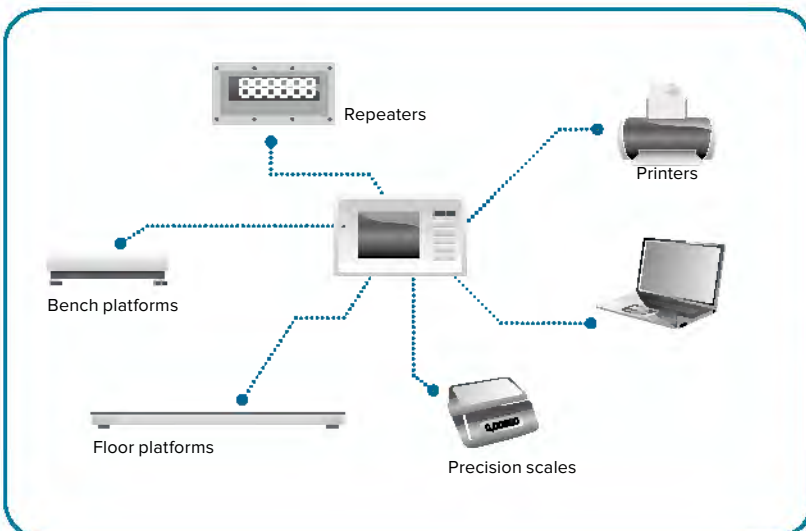 Repeaters
Printers
Bench platforms
Floor platforms
Precision scales